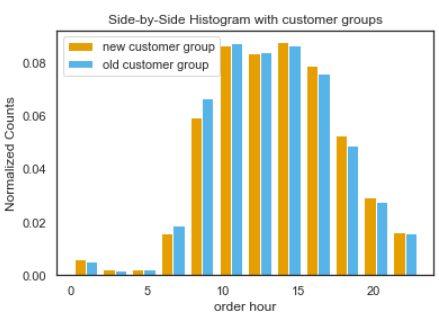 Side-by-Side Histogram with customer groups
new customer group
old customer group
Normalized Counts
0.08
0.06
0.04
0.02
0.00
0 5 10 15 20
order hour